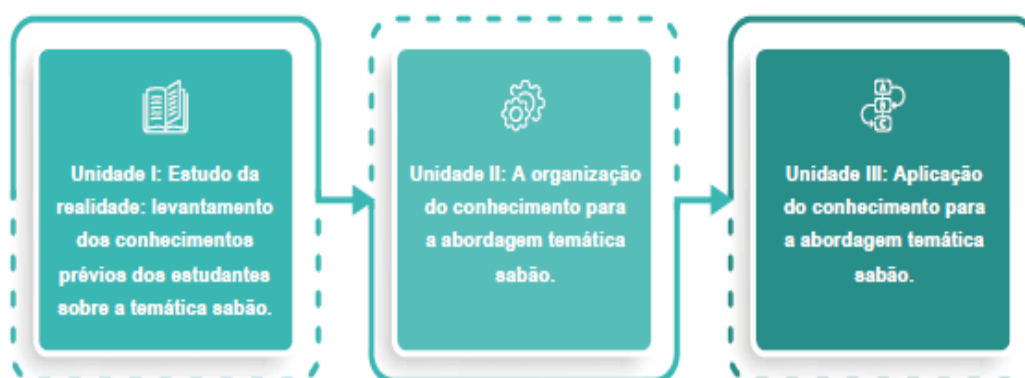 Unidade I: Estudo da
realidade: levantamento
dos conhecimentos
prévios dos estudantes
sobre a temática sabão.
Unidade II: A organização
do conhecimento para
a abordagem temática
sabão.
A
B
C
Unidade III: Aplicação
do conhecimento para
a abordagem temática
sabão.